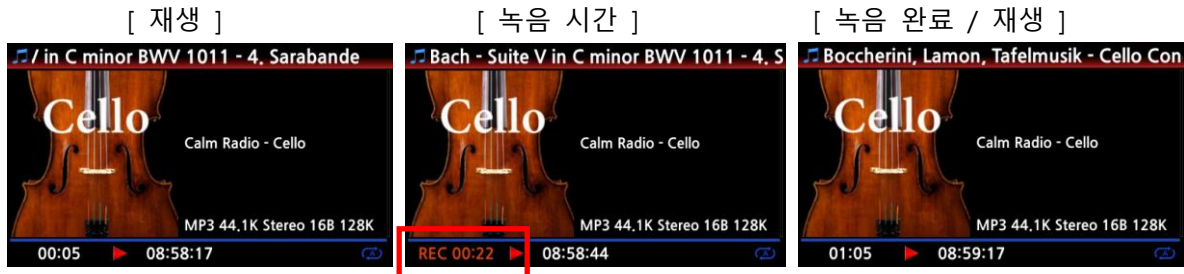 [ 재생 ]
[ 녹음 시간 ]
[ 녹음 완료 / 재생 ]
/ in C minor BWV 1011 - 4. Sarabande
Cello
Calm Radio - Cello
MP3 44.1K Stereo 16B 128K
00:05 08:58:17
Bach - Suite V in C minor BWV 1011 - 4. S
Cello
Calm Radio - Cello
MP3 44.1K Stereo 16B 128K
REC 00:22 08:58:44
Boccherini, Lamon, Tafelmusik - Cello Con
Cello
Calm Radio - Cello
MP3 44.1K Stereo 16B 128K
01:05 08:59:17